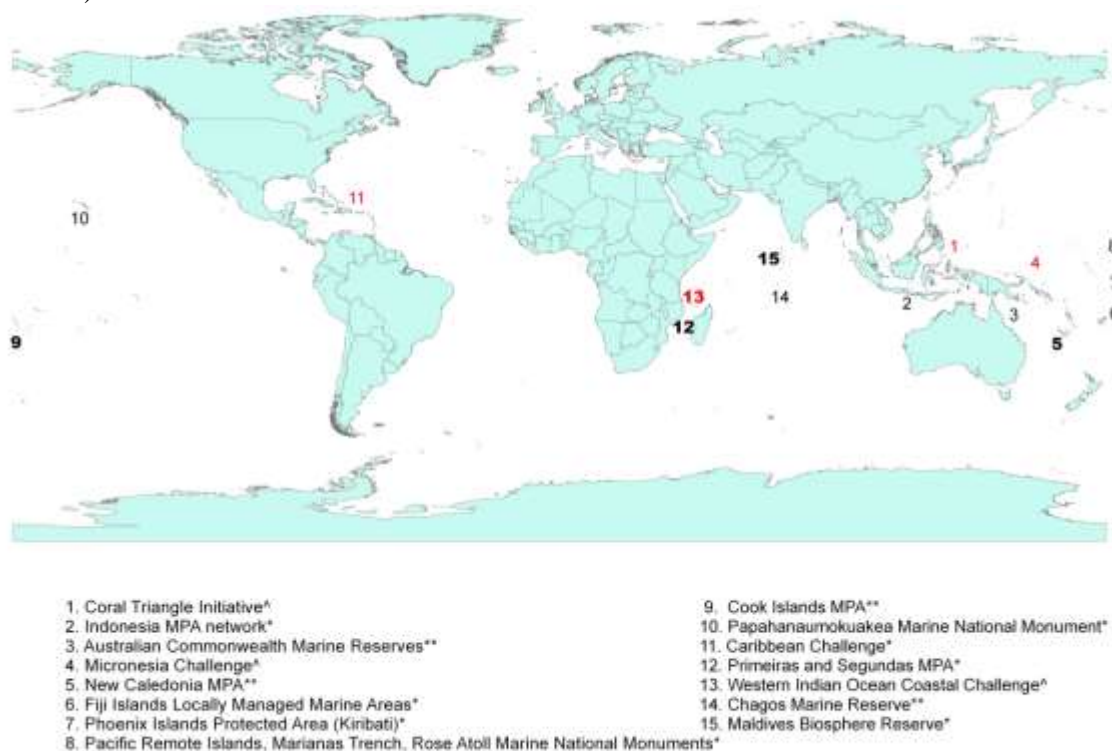 11
10
1
15
4
13
14
2
3
12
9
5
1. Coral Triangle Initiative^
2. Indonesia MPA network*
3. Australian Commonwealth Marine Reserves**
4. Micronesia Challenge^
5. New Caledonia MPA**
6. Fiji Islands Locally Managed Marine Areas*
7. Phoenix Islands Protected Area (Kiribati)*
8. Pacific Remote Islands, Marianas Trench, Rose Atoll Marine National Monuments*
9. Cook Islands MPA**
10. Papahanaumokuakea Marine National Monument*
11. Caribbean Challenge*
12. Primeiras and Segundas MPA*
13. Western Indian Ocean Coastal Challenge^
14. Chagos Marine Reserve**
15. Maldives Biosphere Reserve*